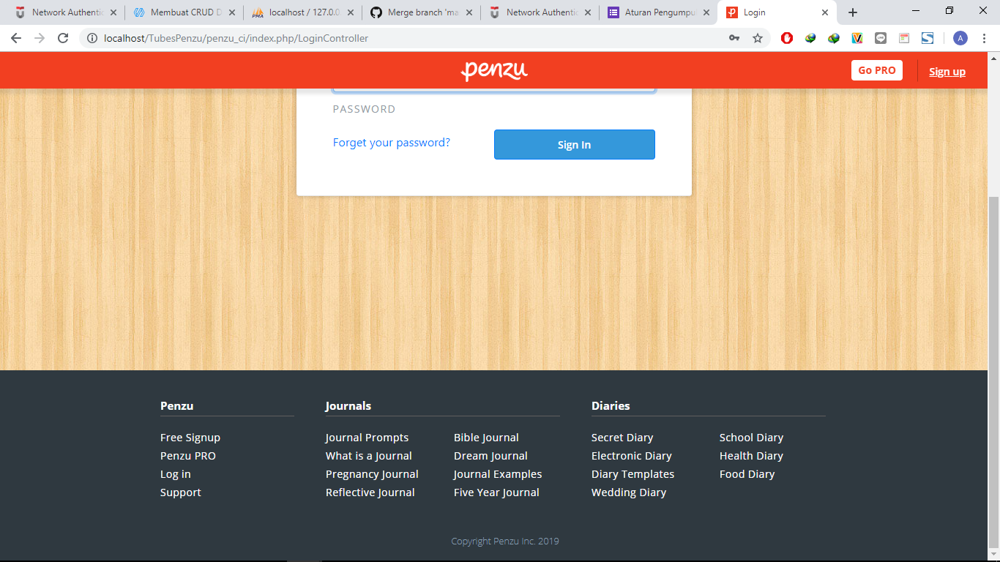 Network Authentic
Membuat CRUD D
localhost / 127.0.0
Merge branch 'ma
Network Authentic
Aturan Pengumpu
Login
localhost/TubesPenzu/penzu_ci/index.php/LoginController
A
penzu
Go PRO
Sign up
PASSWORD
Forget your password?
Sign In
Penzu
Free Signup
Penzu PRO
Log in
Support
Journals
Journal Prompts
What is a Journal
Pregnancy Journal
Reflective Journal
Bible Journal
Dream Journal
Journal Examples
Five Year Journal
Diaries
Secret Diary
Electronic Diary
Diary Templates
Wedding Diary
School Diary
Health Diary
Food Diary
Copyright Penzu Inc. 2019